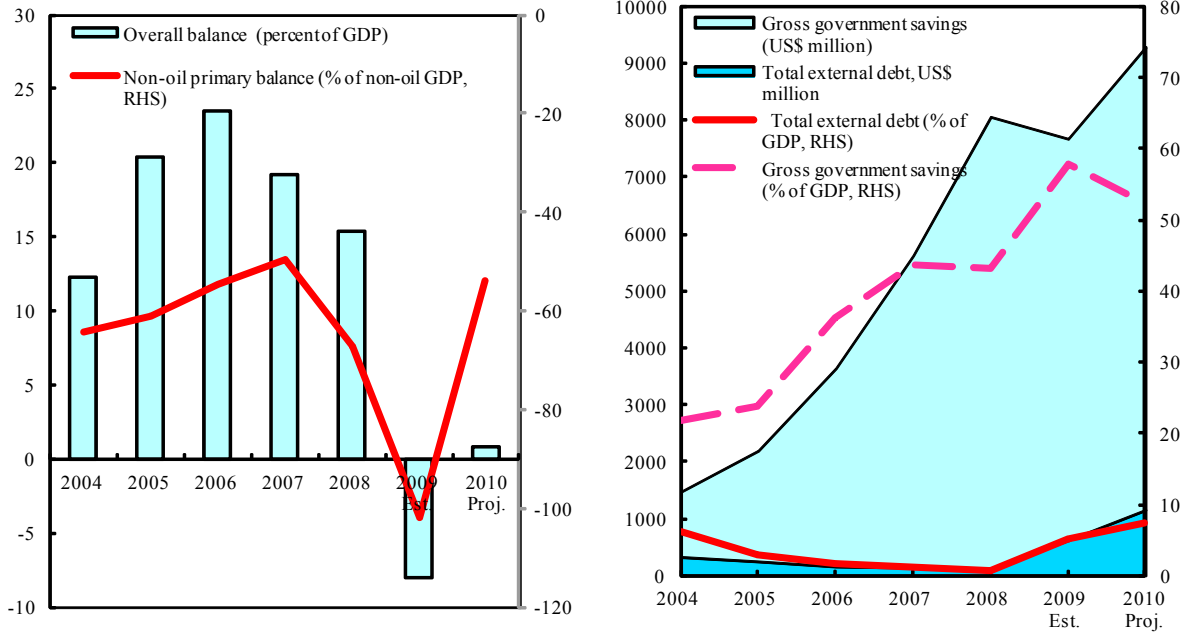 30
25
20
15
10
5
0
-5
-10
Overall balance (percent of GDP)
Non-oil primary balance (% of non-oil GDP,
RHS)
0
-20
-40
-60
-80
-100
-120
2004 2005 2006 2007 2008 2009 2010
Est. Proj.
10000
9000
8000
7000
6000
5000
4000
3000
2000
1000
0
Gross government savings
(US$ million)
Total external debt, US$
million
Total external debt (% of
GDP, RHS)
Gross government savings
(% of GDP, RHS)
80
70
60
50
40
30
20
10
0
2004 2005 2006 2007 2008 2009 2010
Est. Proj.